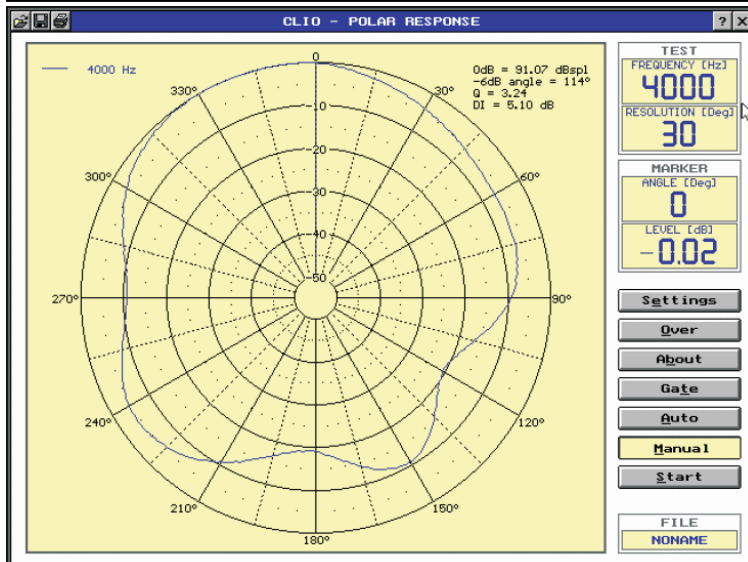 CLIO - POLAR RESPONSE
? X
4000 Hz
0dB = 91.07 dBspl
-6dB angle = 114°
Q = 3.24
DI = 5.10 dB
0
330°
30°
-10
300°
-20
60°
-30
-40
-50
270°
90°
240°
120°
210°
150°
180°
TEST
FREQUENCY [Hz]
4000
RESOLUTION [Deg]
30
MARKER
ANGLE [Deg]
0
LEVEL [dB]
-0.02
Settings
Over
About
Gate
Auto
Manual
Start
FILE
NONAME